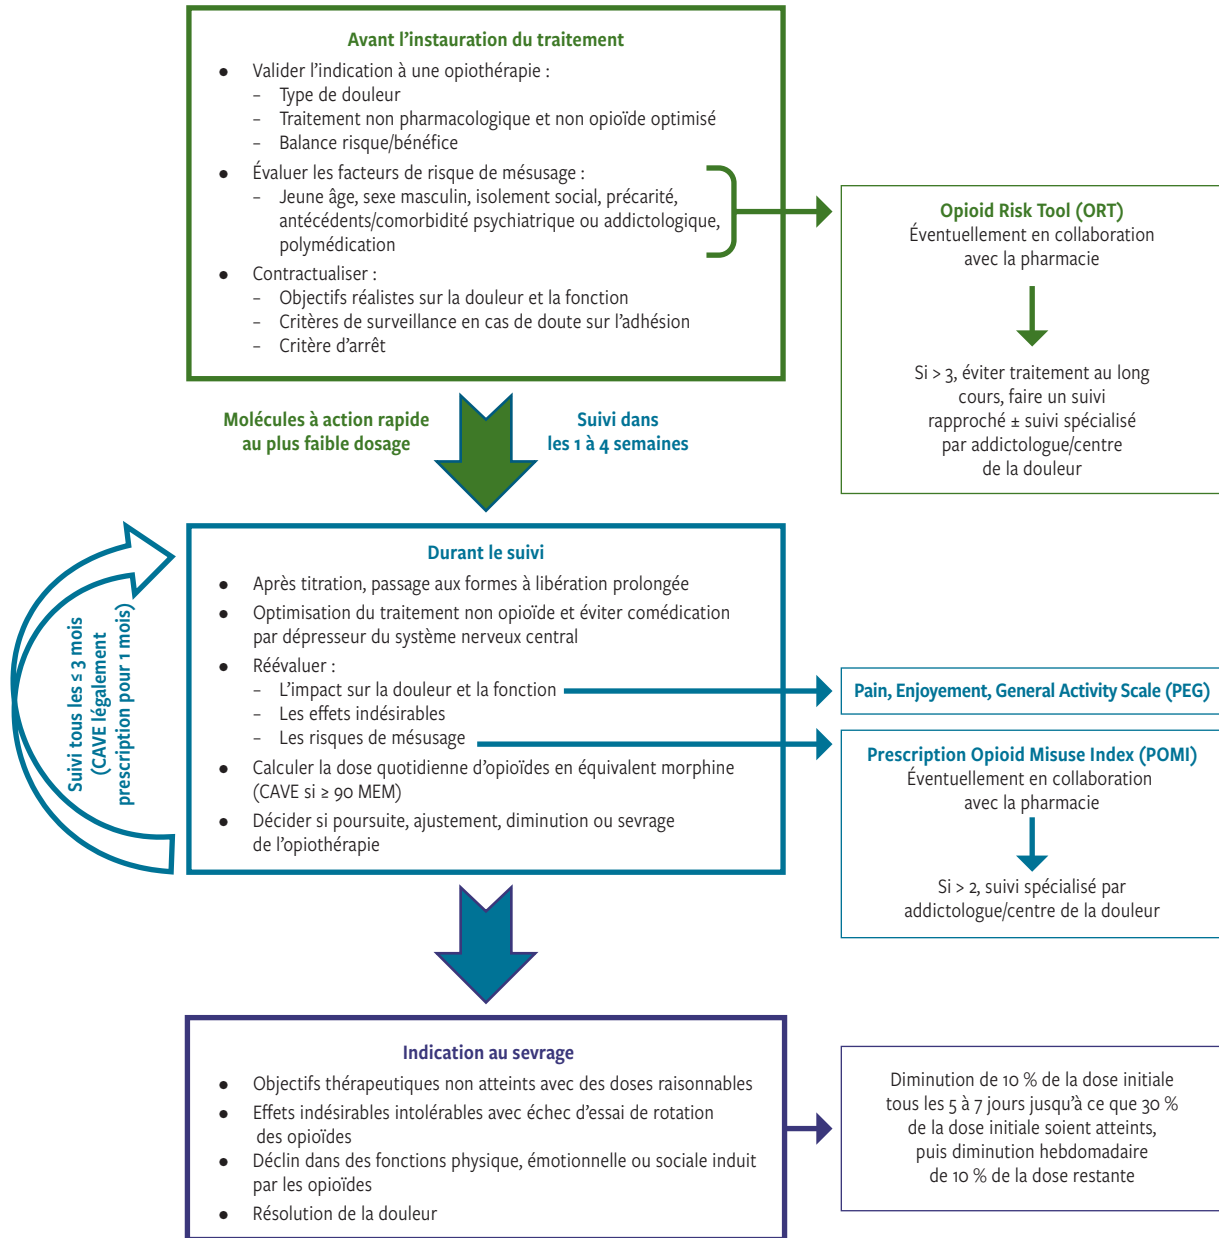 Avant l'instauration du traitement
● Valider l'indication à une opiothérapie :
– Type de douleur
– Traitement non pharmacologique et non opioïde optimisé
– Balance risque/bénéfice
● Évaluer les facteurs de risque de mésusage :
– Jeune âge, sexe masculin, isolement social, précarité,
antécédents/comorbidité psychiatrique ou addictologique,
polymédication
● Contractualiser :
– Objectifs réalistes sur la douleur et la fonction
– Critères de surveillance en cas de doute sur l'adhésion
– Critère d'arrêt
Opioid Risk Tool (ORT)
Éventuellement en collaboration
avec la pharmacie
Si > 3, éviter traitement au long
cours, faire un suivi
rapproché ± suivi spécialisé
par addictologue/centre
de la douleur
Molécules à action rapide
au plus faible dosage
Suivi dans
les 1 à 4 semaines
Suivi tous les ≤ 3 mois
(CAVE légalement
prescription pour 1 mois)
Durant le suivi
● Après titration, passage aux formes à libération prolongée
● Optimisation du traitement non opioïde et éviter comédication
par dépresseur du système nerveux central
● Réévaluer :
– L'impact sur la douleur et la fonction
– Les effets indésirables
– Les risques de mésusage
● Calculer la dose quotidienne d'opioïdes en équivalent morphine
(CAVE si ≥ 90 MEM)
● Décider si poursuite, ajustement, diminution ou sevrage
de l'opiothérapie
Pain, Enjoyement, General Activity Scale (PEG)
Prescription Opioid Misuse Index (POMI)
Éventuellement en collaboration
avec la pharmacie
Si > 2, suivi spécialisé par
addictologue/centre de la douleur
Indication au sevrage
● Objectifs thérapeutiques non atteints avec des doses raisonnables
● Effets indésirables intolérables avec échec d'essai de rotation
des opioïdes
● Déclin dans des fonctions physique, émotionnelle ou sociale induit
par les opioïdes
● Résolution de la douleur
Diminution de 10 % de la dose initiale
tous les 5 à 7 jours jusqu'à ce que 30 %
de la dose initiale soient atteints,
puis diminution hebdomadaire
de 10 % de la dose restante